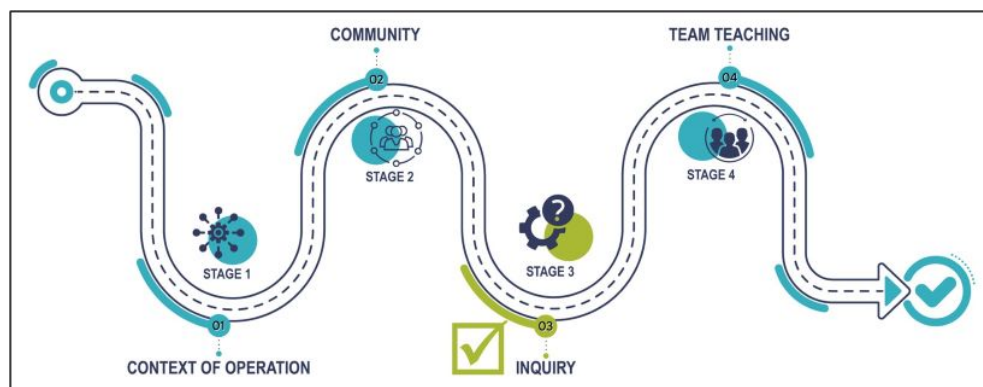 COMMUNITY
TEAM TEACHING
02
04
STAGE 2
STAGE 4
STAGE 1
?
STAGE 3
01
03
CONTEXT OF OPERATION
INQUIRY